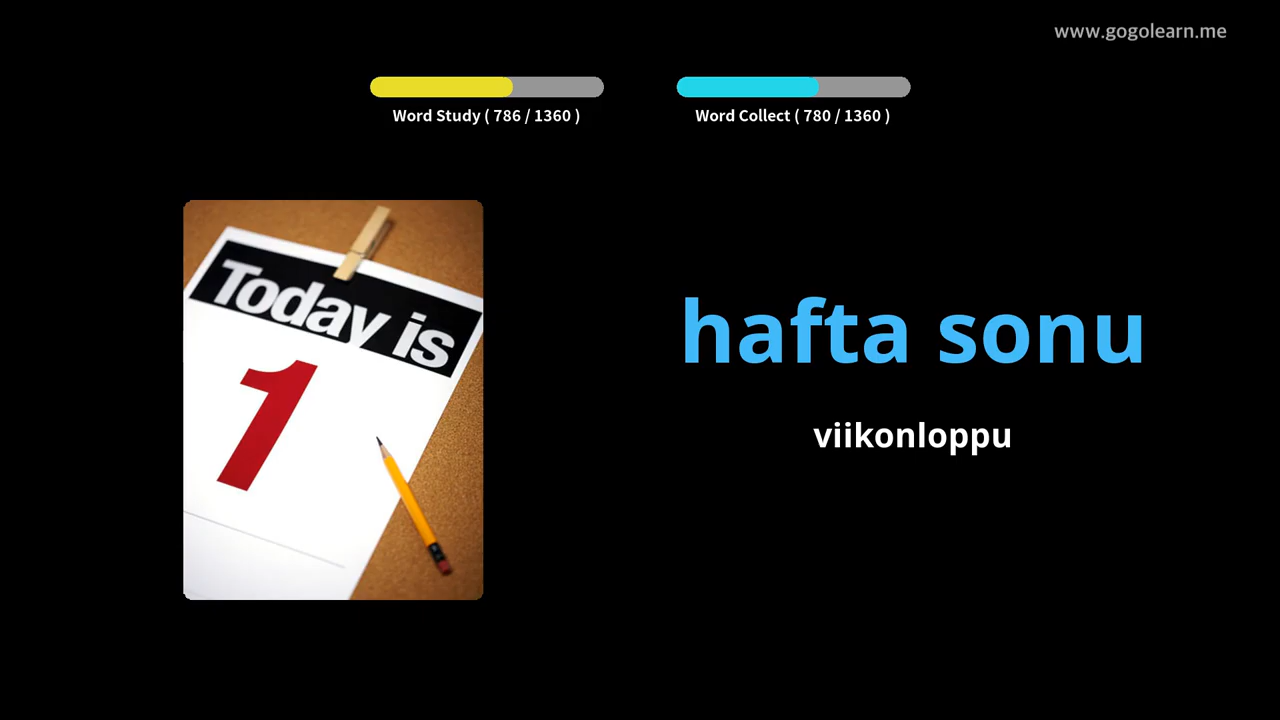 www.gogolearn.me
Word Study ( 786 / 1360 )
Word Collect ( 780 / 1360 )
Today is
1
hafta sonu
viikonloppu